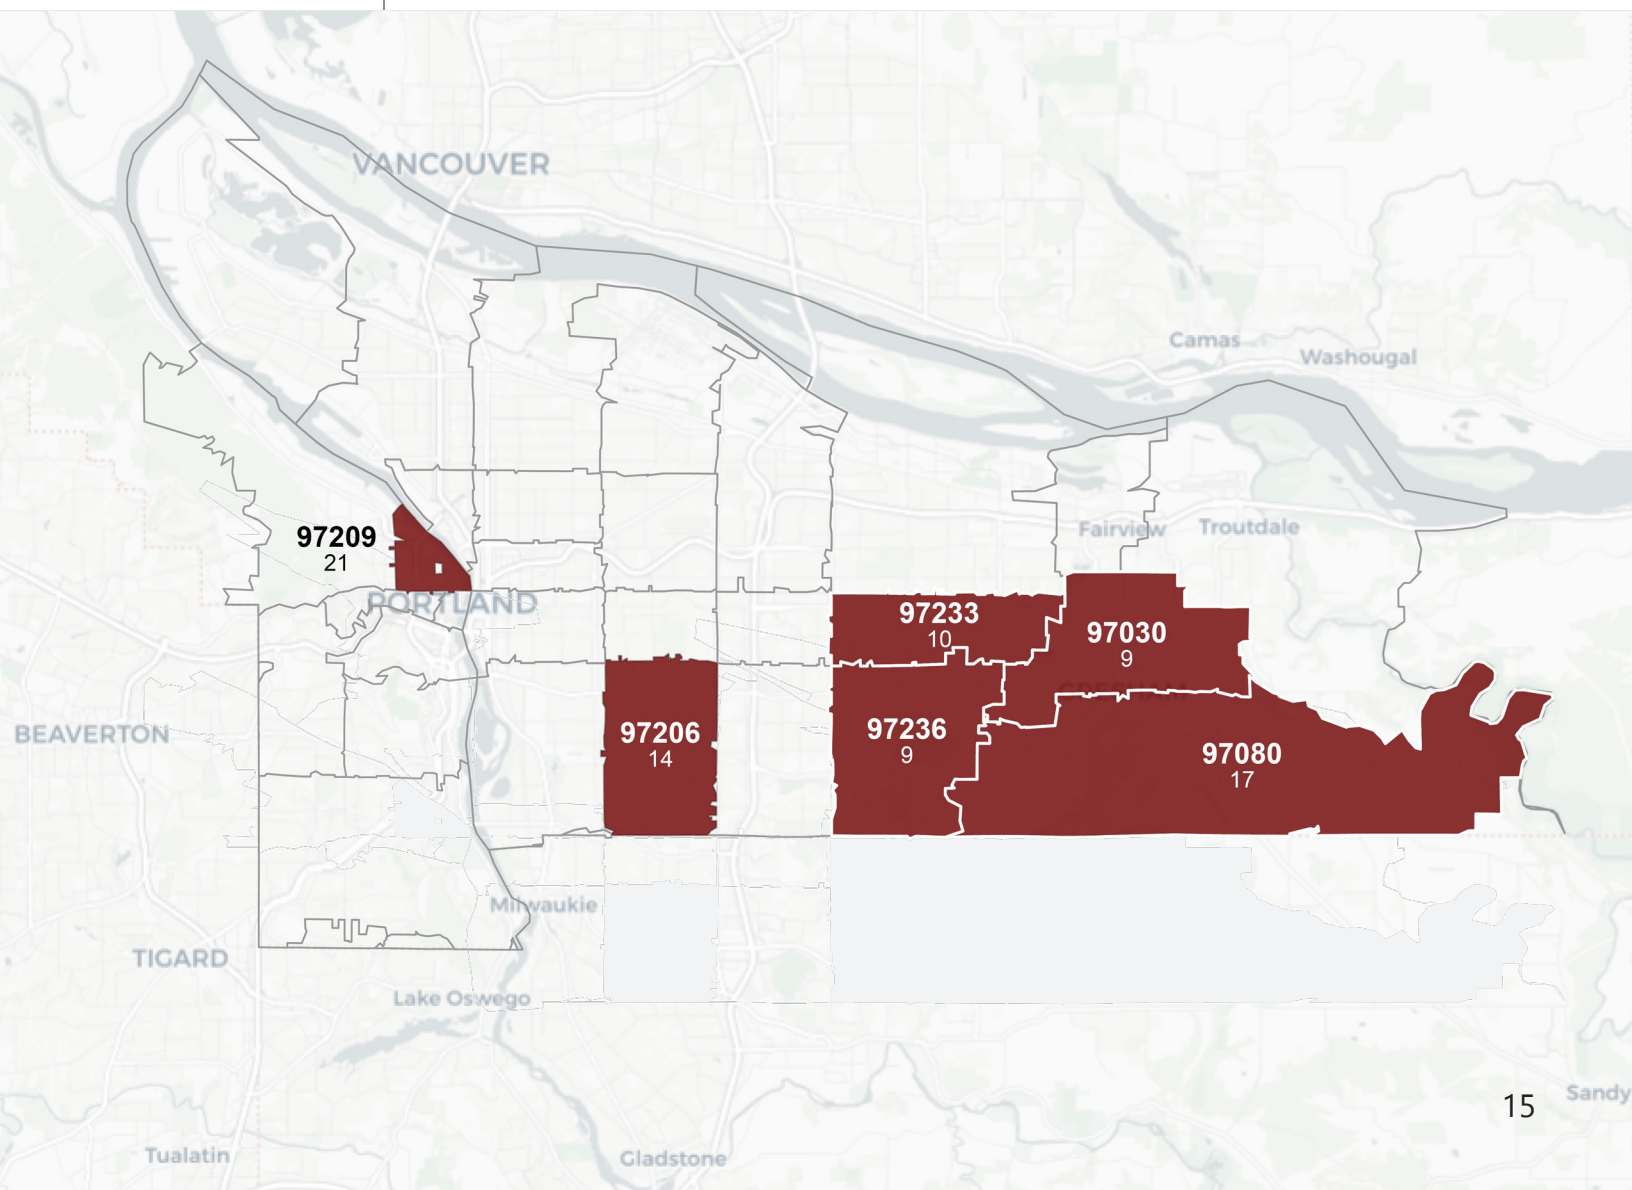 VANCOUVER
Camas
Washougal
97209
21
Fairview
Troutdale
PORTLAND
97233
10
97030
9
GRESHAM
97206
14
97236
9
97080
17
BEAVERTON
Milwaukie
TIGARD
Lake Oswego
15
Sandy
Tualatin
Gladstone